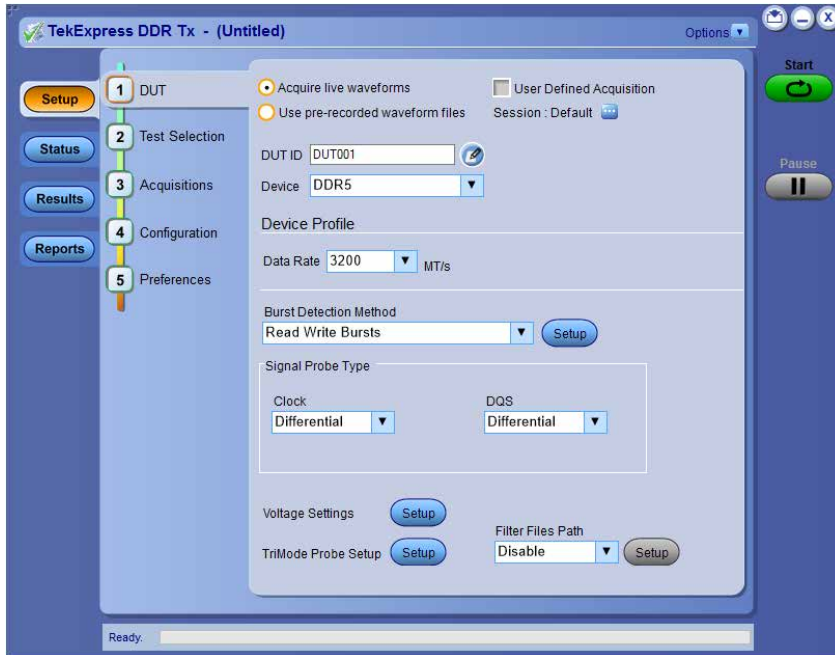 TekExpress DDR Tx - (Untitled)
Options
Start
Pause
Setup
Status
Results
Reports
1 DUT
2 Test Selection
3 Acquisitions
4 Configuration
5 Preferences
Acquire live waveforms
User Defined Acquisition
Use pre-recorded waveform files
Session : Default
DUT ID DUT001
Device DDR5
Device Profile
Data Rate 3200 MT/s
Burst Detection Method
Read Write Bursts Setup
Signal Probe Type
Clock DQS
Differential Differential
Voltage Settings Setup
Filter Files Path
TriMode Probe Setup Setup Disable Setup
Ready.